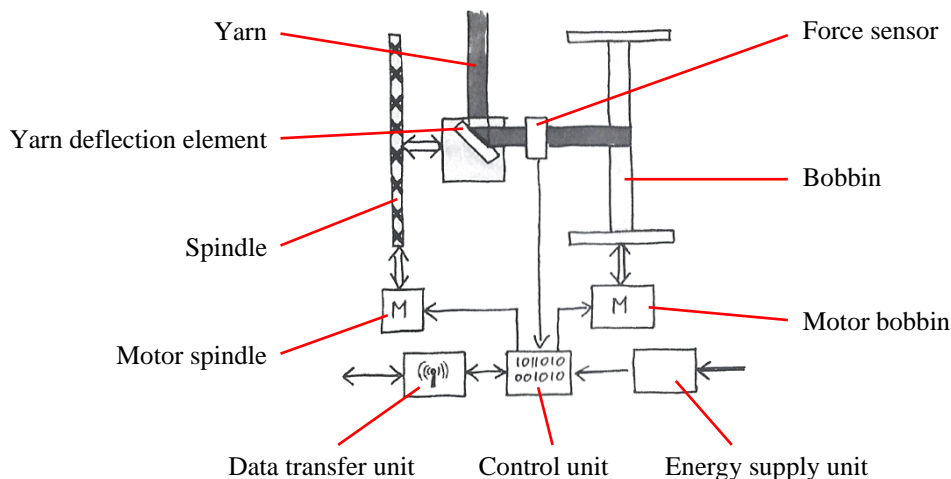 Yarn
Force sensor
Yarn deflection element
Bobbin
Spindle
M
M
Motor bobbin
Motor spindle
1011010
001010
Data transfer unit
Control unit
Energy supply unit